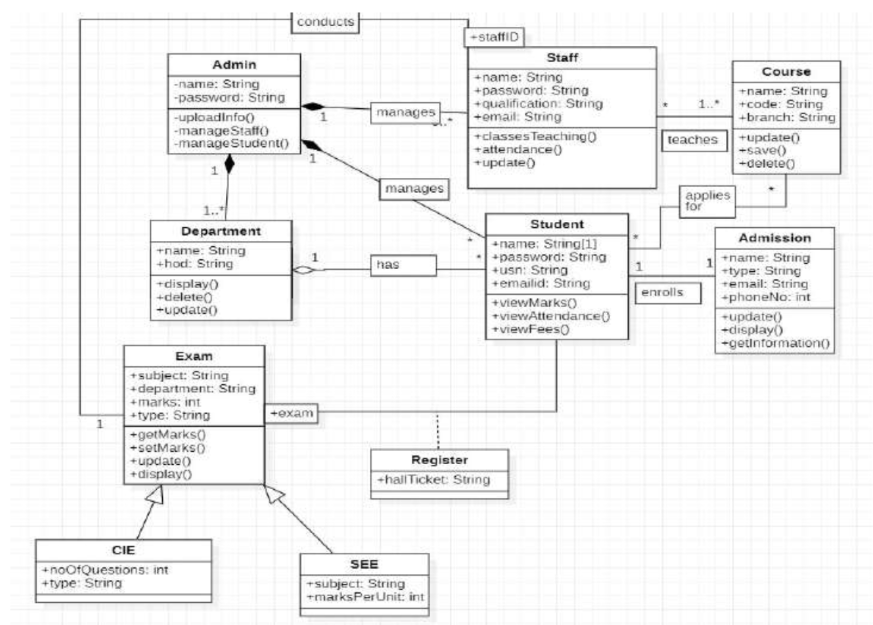 conducts
+staffID
Admin
-name: String
-password: String
-uploadInfo()
-manageStaff()
-manageStudent()
1
manages
Staff
+name: String
+password: String
+qualification: String
+email: String
+classesTeaching()
+attendance()
+update()
*
1..*
teaches
Course
+name: String
+code: String
+branch: String
+update()
+save()
+delete()
1
1
manages
applies
for
*
1..*
Department
+name: String
+hod: String
+display()
+delete()
+update()
1
has
*
*
Student
+name: String[1]
+password: String
+usn: String
+emailid: String
+viewMarks()
+viewAttendance()
+viewFees()
*
1
1
enrolls
Admission
+name: String
+type: String
+email: String
+phoneNo: int
+update()
+display()
+getInformation()
Exam
+subject: String
+department: String
+marks: int
+type: String
+getMarks()
+setMarks()
+update()
+display()
1
+exam
Register
+hallTicket: String
CIE
+noOfQuestions: int
+type: String
SEE
+subject: String
+marksPerUnit: int